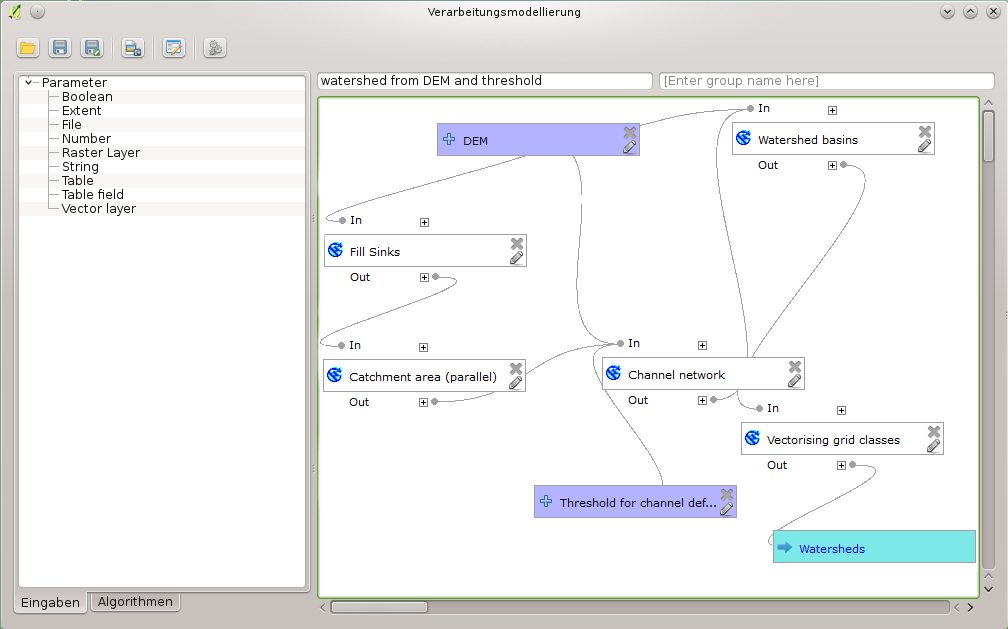 Verarbeitungsmodellierung
watershed from DEM and threshold
[Enter group name here]
Parameter
Boolean
Extent
File
Number
Raster Layer
String
Table
Table field
Vector layer
Eingaben
Algorithmen
In
DEM
Watershed basins
Out
In
Fill Sinks
Out
In
In
Catchment area (parallel)
Channel network
Out
Out
In
Vectorising grid classes
Out
Threshold for channel def...
Watersheds